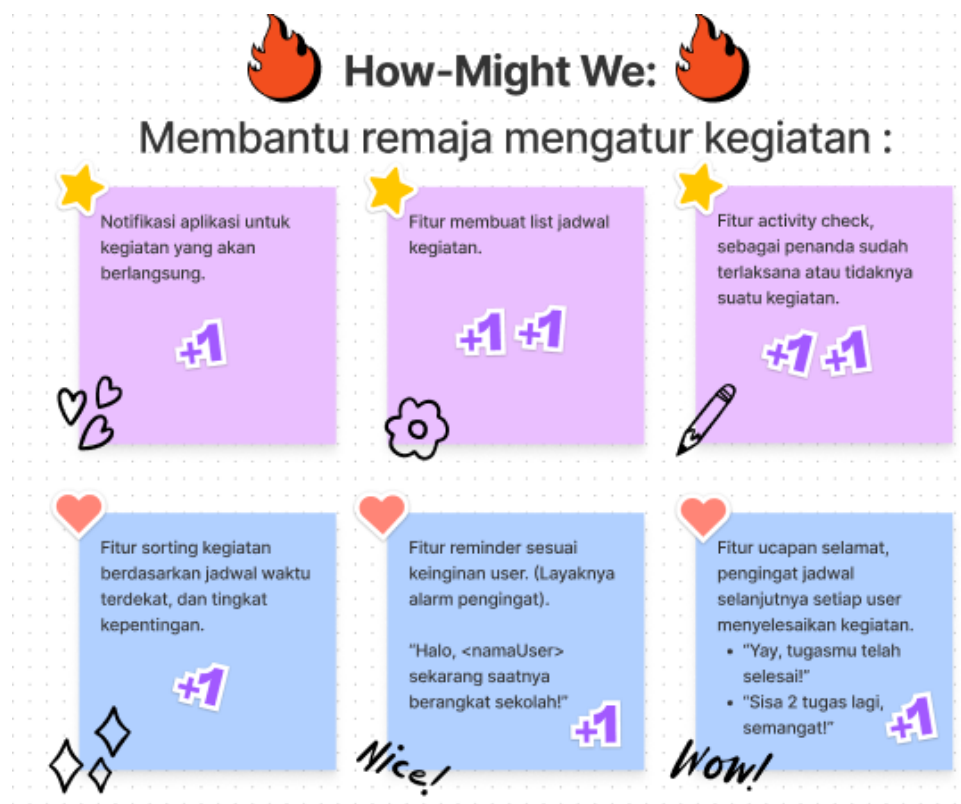 How-Might We:
Membantu remaja mengatur kegiatan :
Notifikasi aplikasi untuk
kegiatan yang akan
berlangsung.
+1
Fitur membuat list jadwal
kegiatan.
+1 +1
Fitur activity check,
sebagai penanda sudah
terlaksana atau tidaknya
suatu kegiatan.
+1 +1
Fitur sorting kegiatan
berdasarkan jadwal waktu
terdekat, dan tingkat
kepentingan.
+1
Fitur reminder sesuai
keinginan user. (Layaknya
alarm pengingat).
"Halo, <namaUser>
sekarang saatnya
berangkat sekolah!"
+1
Nice!
Fitur ucapan selamat,
pengingat jadwal
selanjutnya setiap user
menyelesaikan kegiatan.
• "Yay, tugasmu telah
selesai!"
• "Sisa 2 tugas lagi,
semangat!"
+1
Wow!